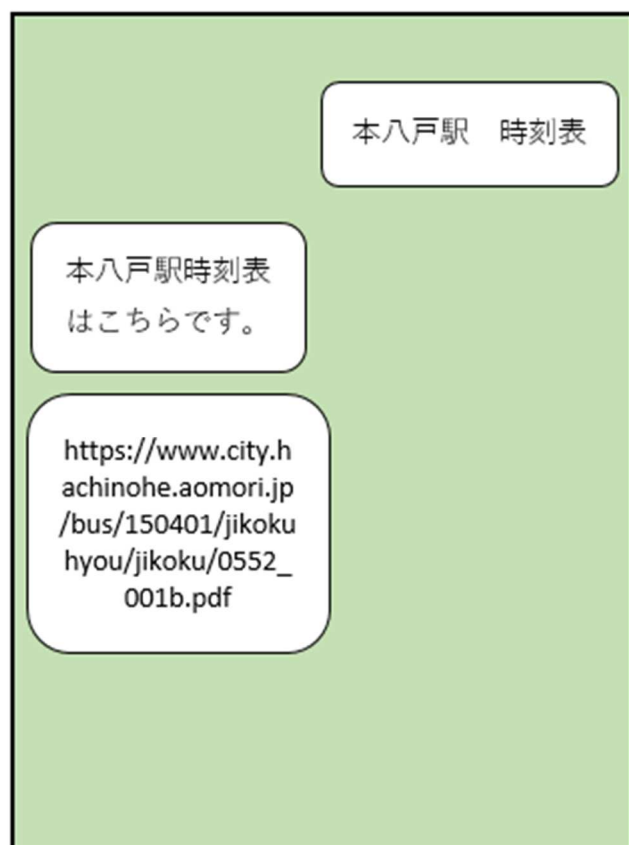 本八戸駅　時刻表
本八戸駅時刻表
はこちらです。
https://www.city.h
achinohe.aomori.jp
/bus/150401/jikoku
hyou/jikoku/0552_
001b.pdf